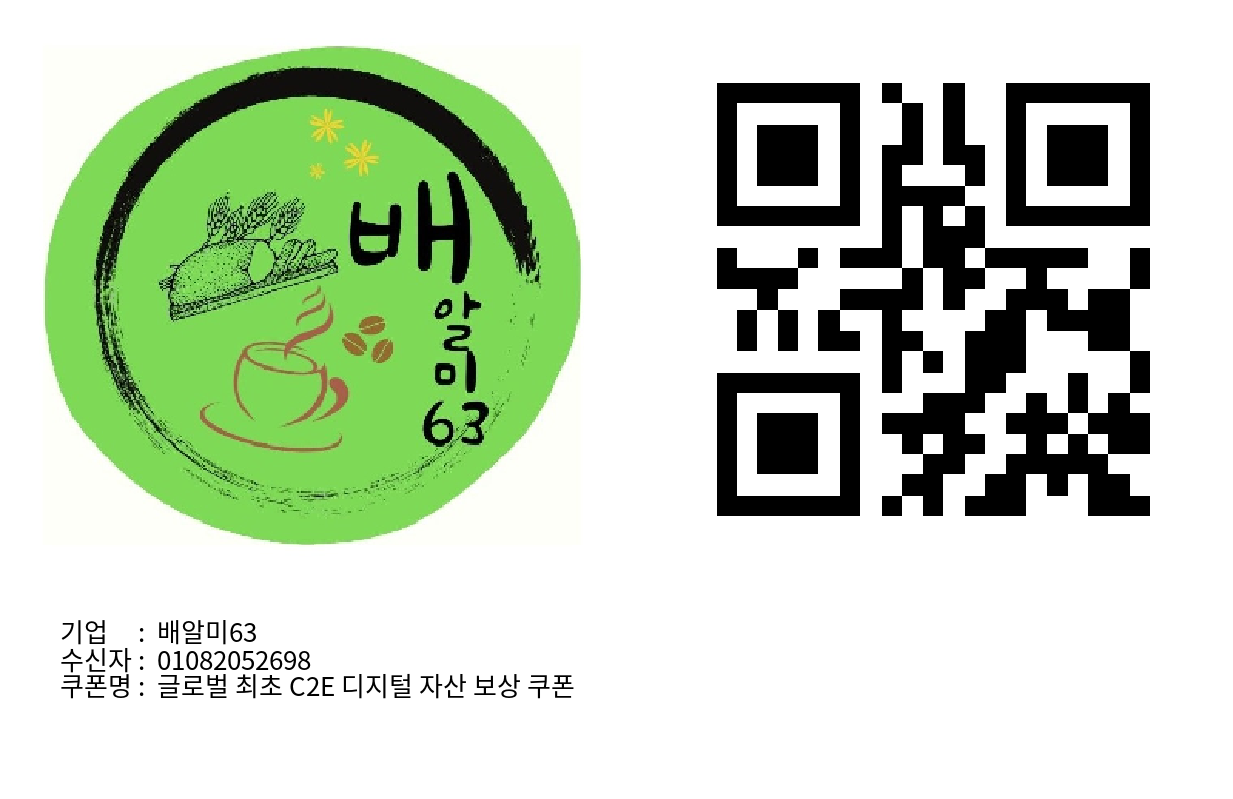 배
알
미
63
기업 : 배알미63
수신자 : 01082052698
쿠폰명 : 글로벌 최초 C2E 디지털 자산 보상 쿠폰